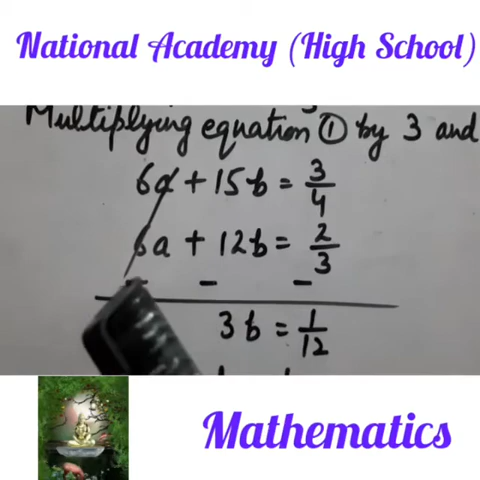 National Academy (High School)
Multiplying equation ① by 3 and
6a + 15b = 3/4
6a + 12b = 2/3
- - -
3b = 1/12
Mathematics